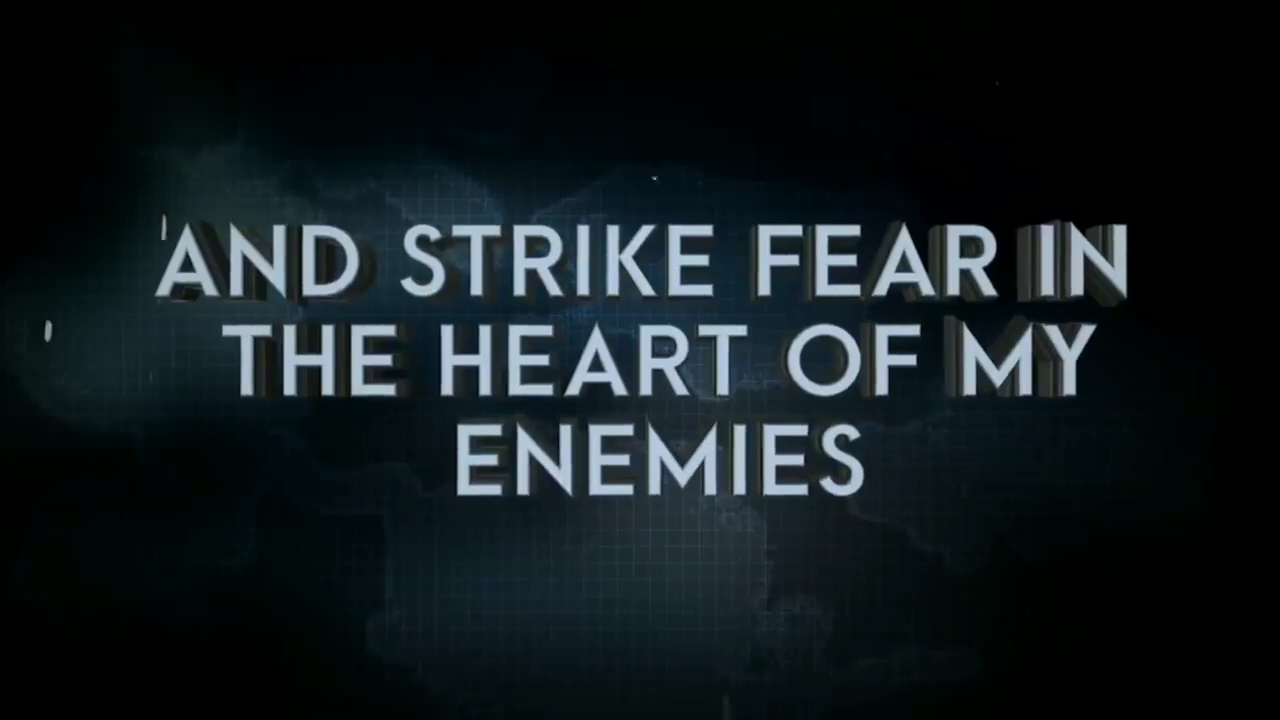 AND STRIKE FEAR IN
THE HEART OF MY
ENEMIES